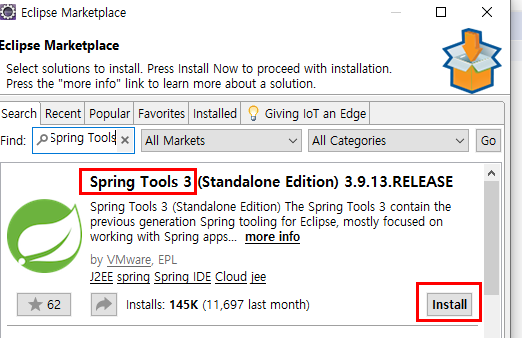 Eclipse Marketplace
Eclipse Marketplace
Select solutions to install. Press Install Now to proceed with installation.
Press the "more info" link to learn more about a solution.
Search Recent Popular Favorites Installed Giving IoT an Edge
Find: Spring Tools All Markets All Categories Go
Spring Tools 3 (Standalone Edition) 3.9.13.RELEASE
Spring Tools 3 (Standalone Edition) The Spring Tools 3 contain the
previous generation Spring tooling for Eclipse, mostly focused on
working with Spring apps... more info
by VMware, EPL
J2EE spring Spring IDE Cloud jee
62 Installs: 145K (11,697 last month) Install